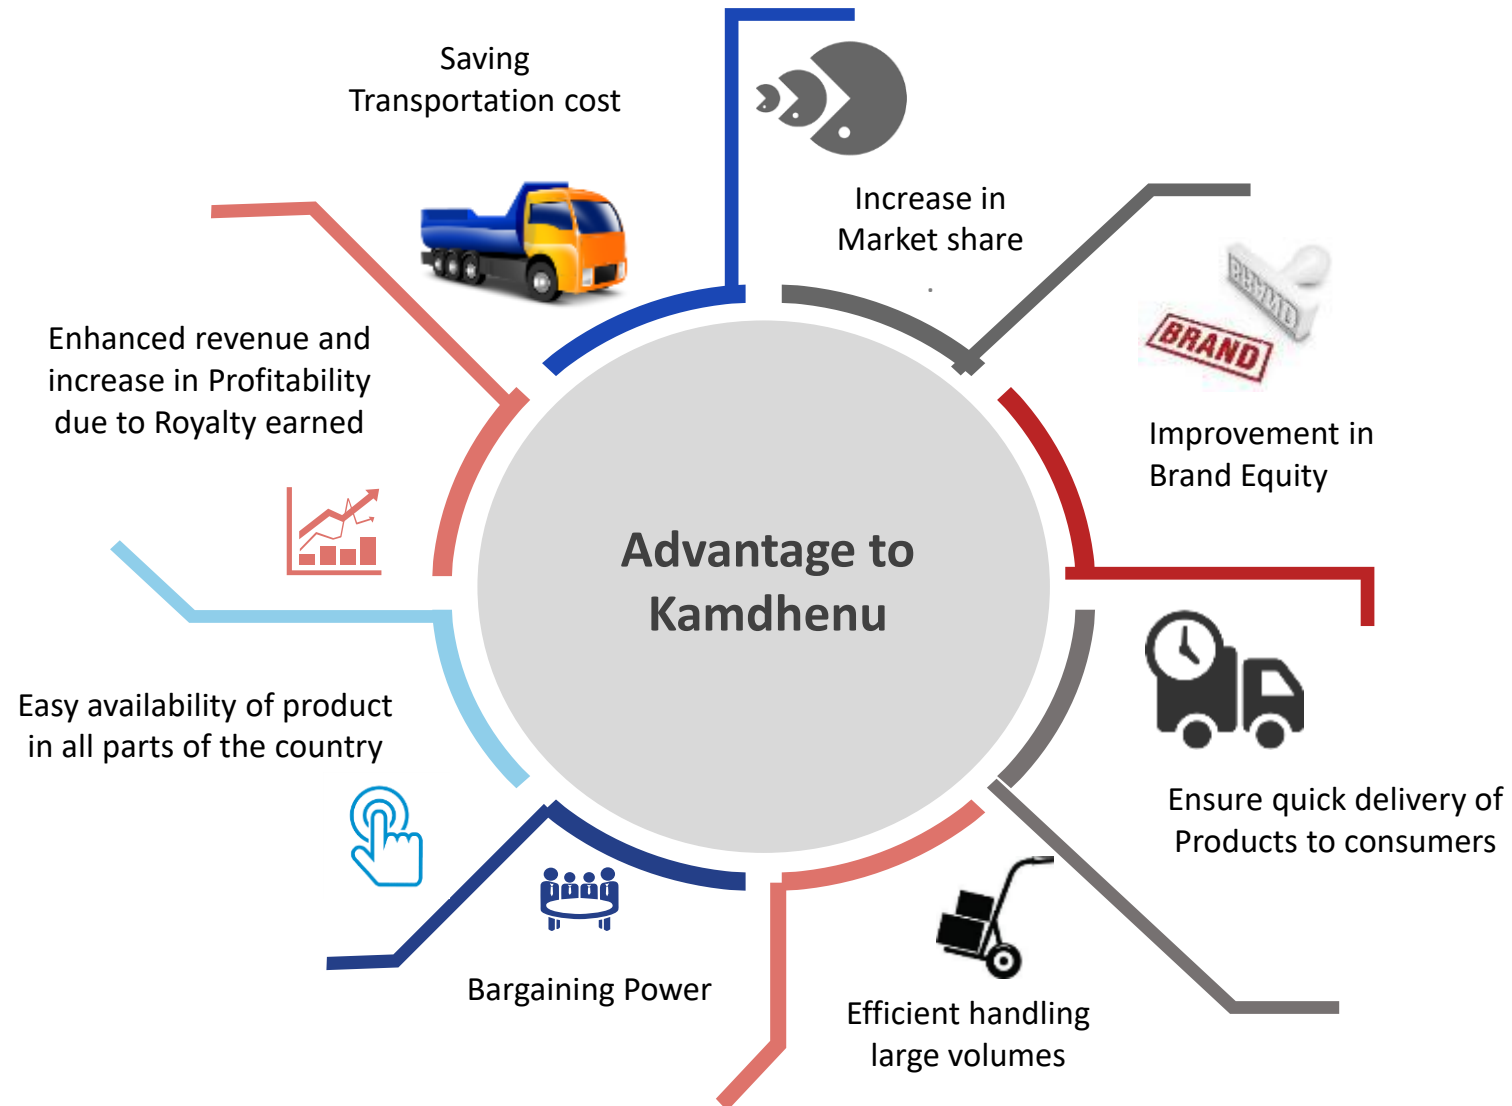 Saving
Transportation cost
Increase in
Market share
.
BRAND
BRAND
Improvement in
Brand Equity
Enhanced revenue and
increase in Profitability
due to Royalty earned
Advantage to
Kamdhenu
Easy availability of product
in all parts of the country
Ensure quick delivery of
Products to consumers
Bargaining Power
Efficient handling
large volumes